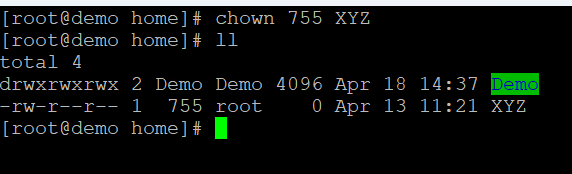 [root@demo home]# chown 755 XYZ
[root@demo home]# ll
total 4
drwxrwxrwx 2 Demo Demo 4096 Apr 18 14:37 Demo
-rw-r--r-- 1  755 root    0 Apr 13 11:21 XYZ
[root@demo home]#